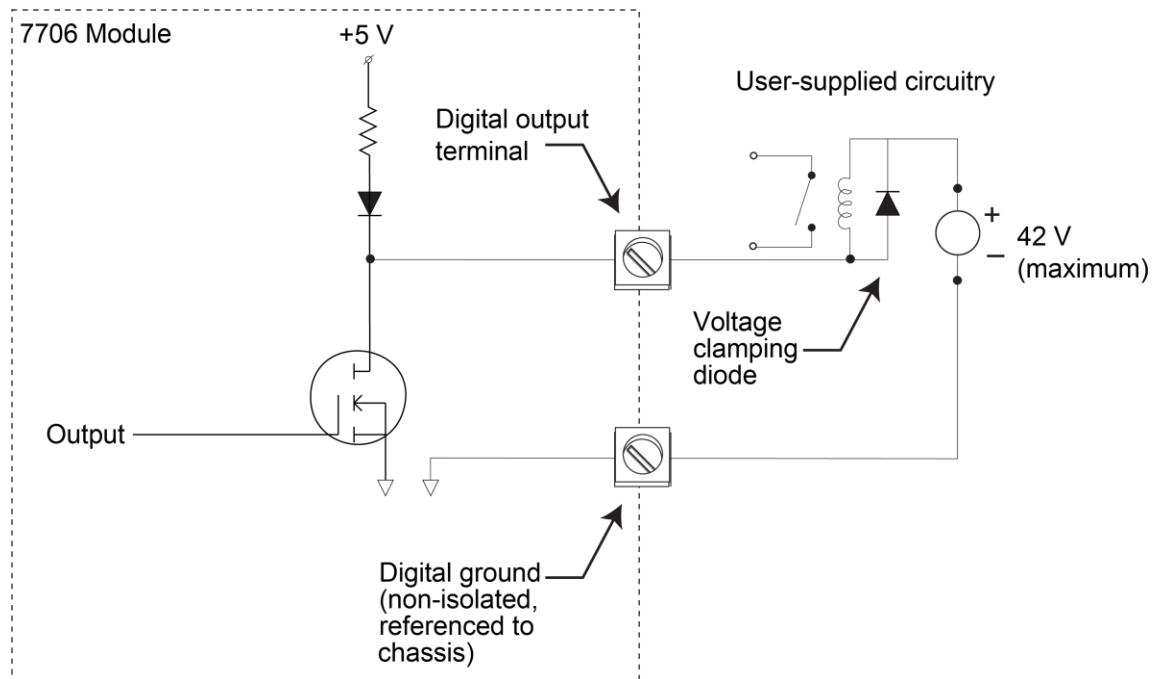 7706 Module
+5 V
User-supplied circuitry
Digital output
terminal
+
−
42 V
(maximum)
Voltage
clamping
diode
Output
Digital ground
(non-isolated,
referenced to
chassis)